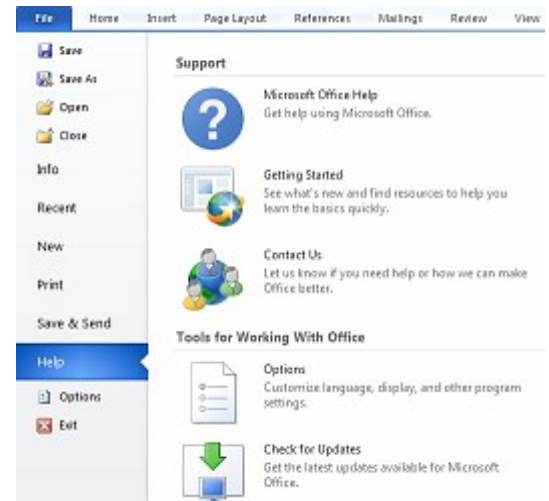 File Home Insert Page Layout References Mailings Review View
Save
Save As
Open
Close
Info
Recent
New
Print
Save & Send
Help
Options
Exit
Support
Microsoft Office Help
Get help using Microsoft Office.
Getting Started
See what's new and find resources to help you
learn the basics quickly.
Contact Us
Let us know if you need help or how we can make
Office better.
Tools for Working With Office
Options
Customize language, display, and other program
settings.
Check for Updates
Get the latest updates available for Microsoft
Office.